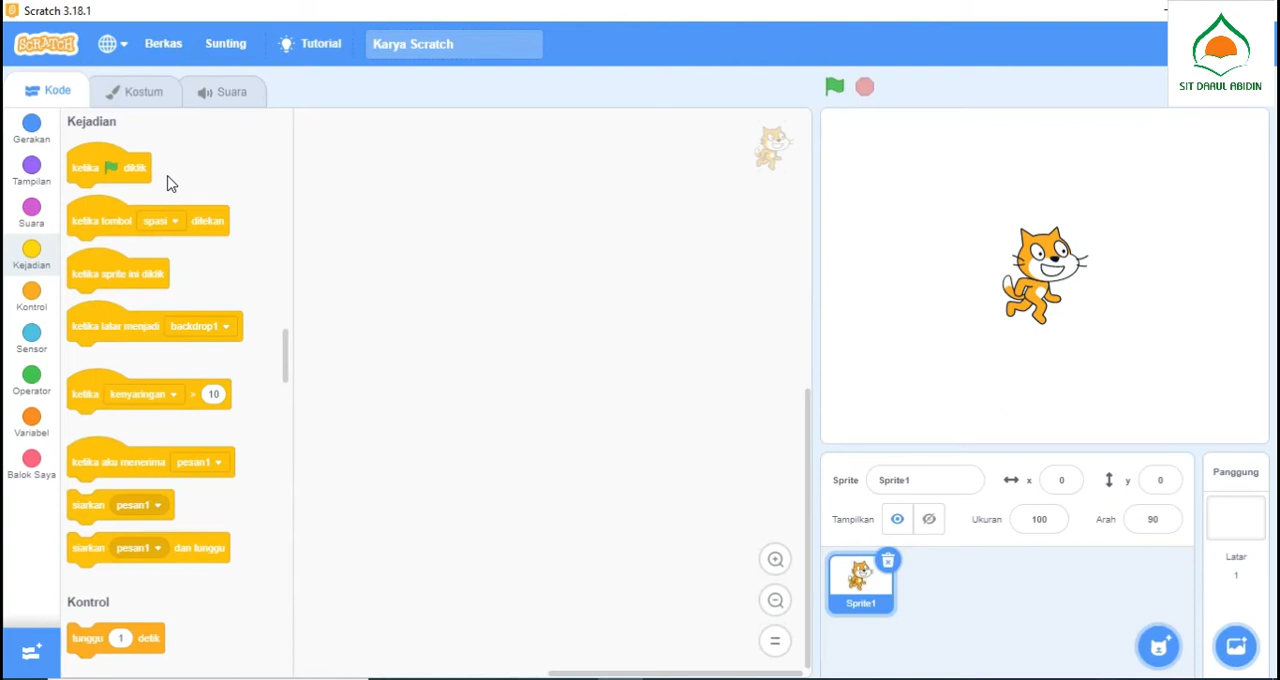 Scratch 3.18.1
SCRATCH
Berkas
Sunting
Tutorial
Karya Scratch
SIT DARUL ABIDIN
Kode
Kostum
Suara
Gerakan
Tampilan
Suara
Kejadian
Kontrol
Sensor
Operator
Variabel
Balok Saya
Kejadian
ketika diklik
ketika tombol spasi ditekan
ketika sprite ini diklik
ketika latar menjadi backdrop1
ketika kenyaringan > 10
ketika aku menerima pesan1
siarkan pesan1
siarkan pesan1 dan tunggu
Kontrol
tunggu 1 detik
Sprite Sprite1 x 0 y 0
Tampilkan Ukuran 100 Arah 90
Sprite1
Panggung
Latar
1